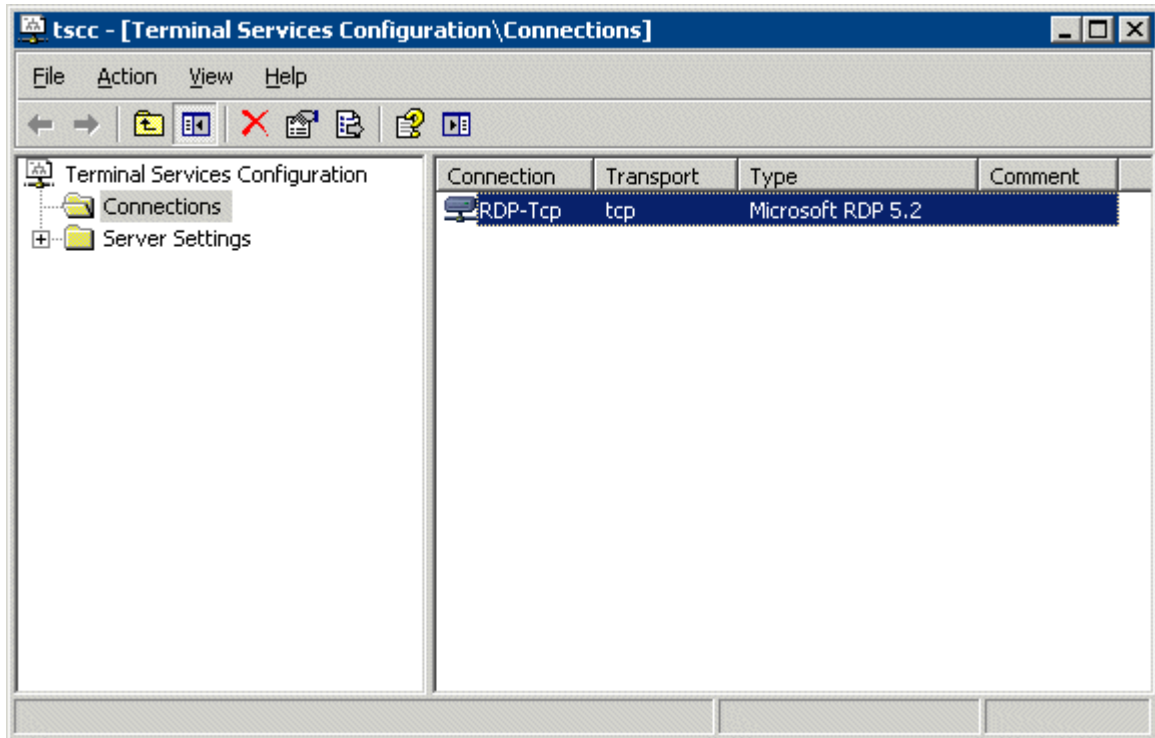 tscc - [Terminal Services Configuration\Connections]
File Action View Help
Terminal Services Configuration
Connections
Server Settings
Connection Transport Type Comment
RDP-Tcp tcp Microsoft RDP 5.2